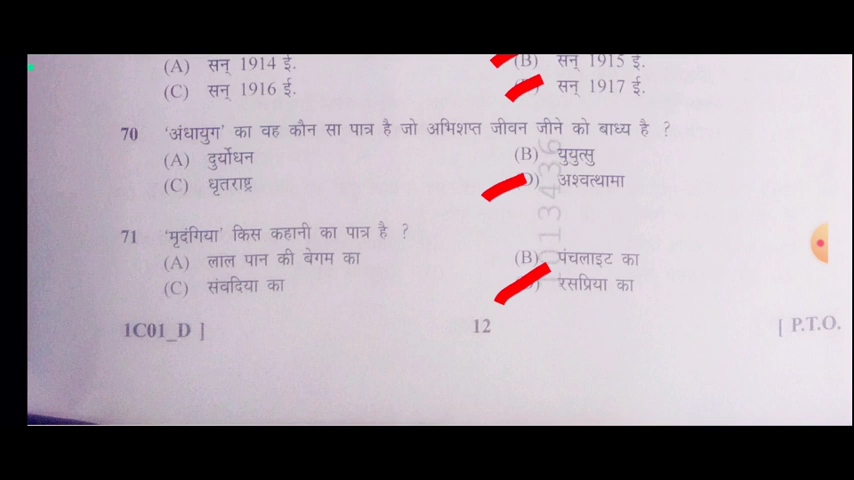 (A) सन् 1914 ई. (B) सन् 1915 ई.
(C) सन् 1916 ई. सन् 1917 ई.
70 'अंधायुग' का वह कौन सा पात्र है जो अभिशप्त जीवन जीने को बाध्य है ?
(A) दुर्योधन (B) युयुत्सु
(C) धृतराष्ट्र D) अश्वत्थामा
71 'मृदंगिया' किस कहानी का पात्र है ?
(A) लाल पान की बेगम का (B) पंचलाइट का
(C) संवदिया का रसप्रिया का
1C01_D ] 12 [ P.T.O.